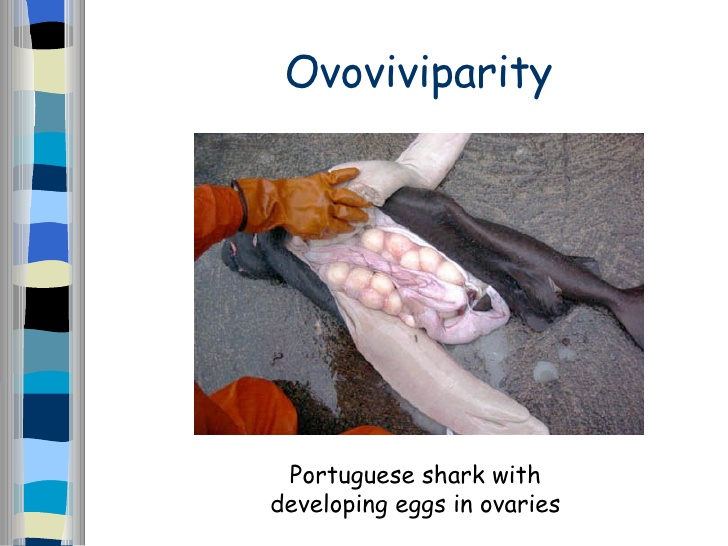 Ovoviviparity
Portuguese shark with
developing eggs in ovaries